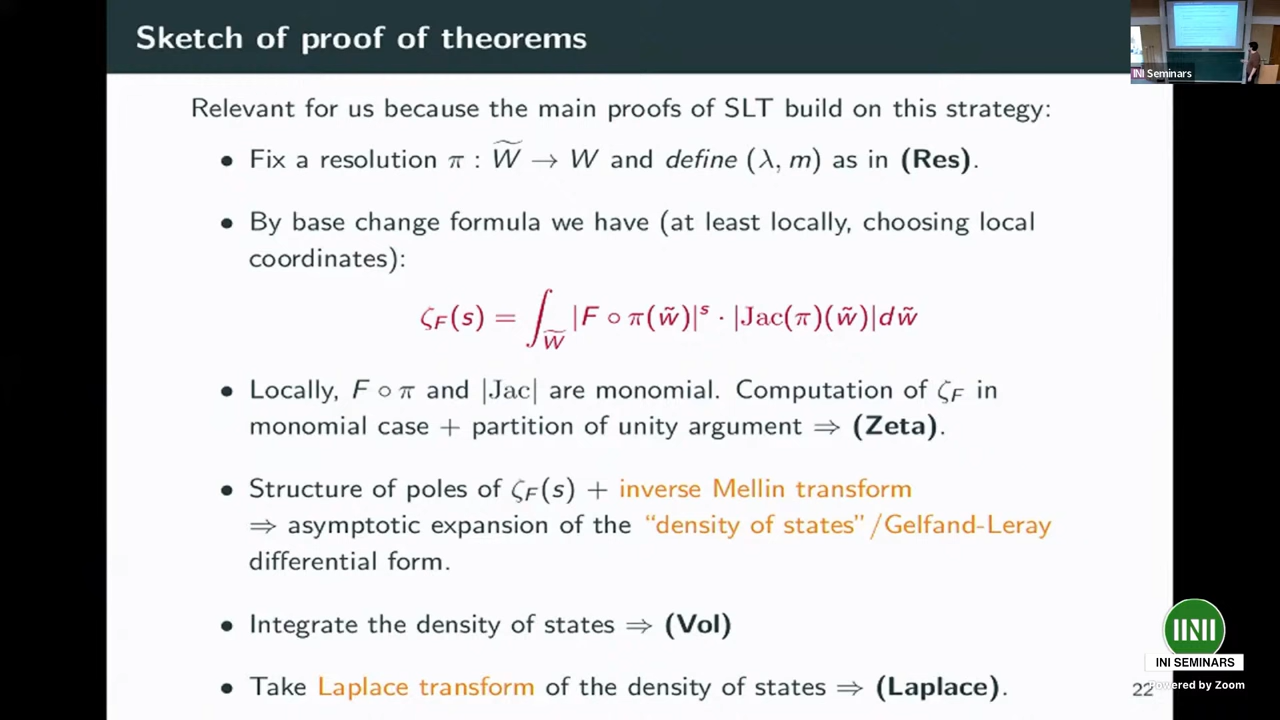 Sketch of proof of theorems
INI Seminars
Relevant for us because the main proofs of SLT build on this strategy:
• Fix a resolution π : W̃ → W and define (λ, m) as in (Res).
• By base change formula we have (at least locally, choosing local
coordinates):
ζ_F(s) = ∫_W̃ |F ∘ π(w̃)|^s · |Jac(π)(w̃)|dw̃
• Locally, F ∘ π and |Jac| are monomial. Computation of ζ_F in
monomial case + partition of unity argument ⇒ (Zeta).
• Structure of poles of ζ_F(s) + inverse Mellin transform
⇒ asymptotic expansion of the “density of states”/Gelfand-Leray
differential form.
• Integrate the density of states ⇒ (Vol)
• Take Laplace transform of the density of states ⇒ (Laplace).
INI
INI SEMINARS
22
Powered by Zoom